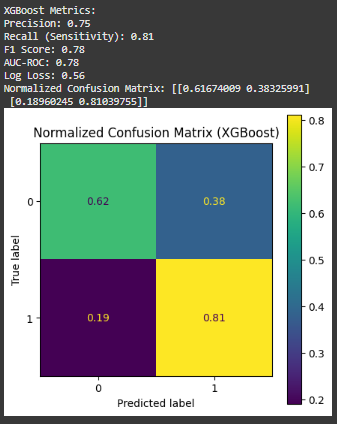 XGBoost Metrics:
Precision: 0.75
Recall (Sensitivity): 0.81
F1 Score: 0.78
AUC-ROC: 0.78
Log Loss: 0.56
Normalized Confusion Matrix: [[0.61674009 0.38325991]
[0.18960245 0.81039755]]
Normalized Confusion Matrix (XGBoost)
0.8
0.7
0
0.62
0.38
0.6
True label
0.5
0.4
1
0.19
0.81
0.3
0.2
0
1
Predicted label